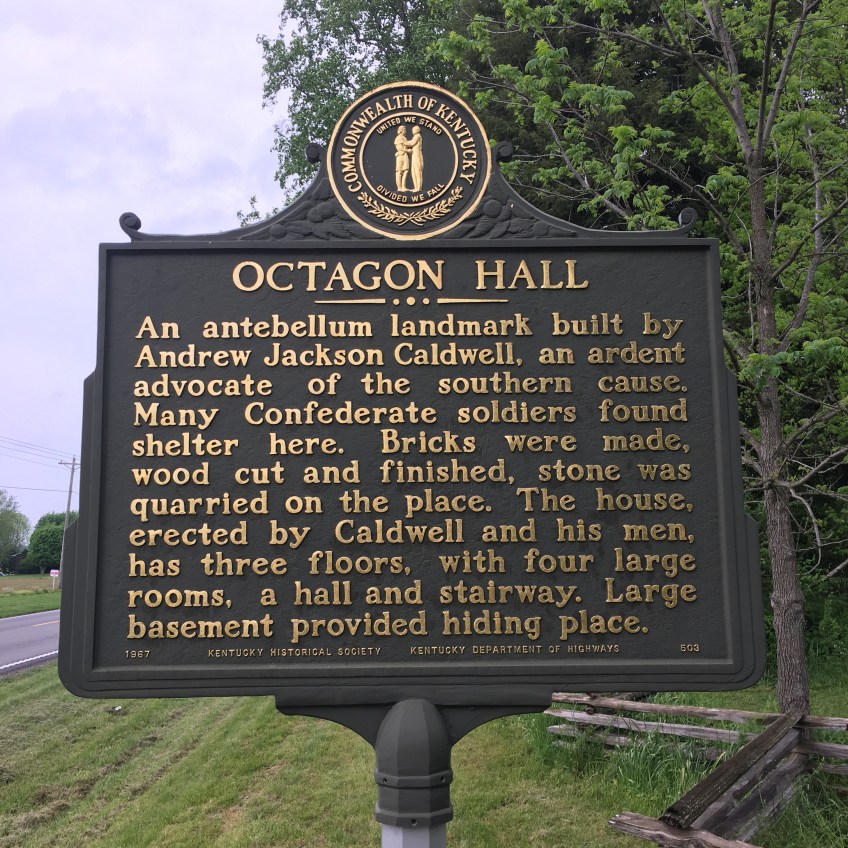 COMMONWEALTH OF KENTUCKY
UNITED WE STAND
DIVIDED WE FALL
OCTAGON HALL
An antebellum landmark built by
Andrew Jackson Caldwell, an ardent
advocate of the southern cause.
Many Confederate soldiers found
shelter here. Bricks were made,
wood cut and finished, stone was
quarried on the place. The house,
erected by Caldwell and his men,
has three floors, with four large
rooms, a hall and stairway. Large
basement provided hiding place.
1967 KENTUCKY HISTORICAL SOCIETY KENTUCKY DEPARTMENT OF HIGHWAYS 503